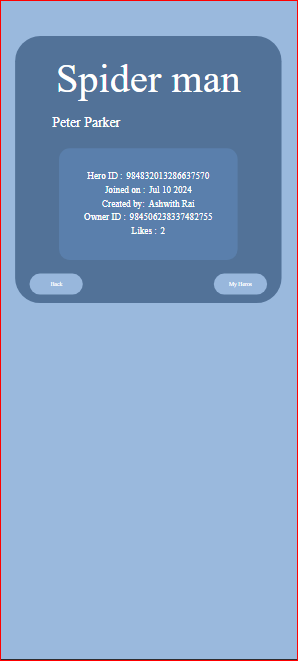 Spider man
Peter Parker
Hero ID : 984832013286637570
Joined on : Jul 10 2024
Created by: Ashwith Rai
Owner ID : 984506238337482755
Likes : 2
Back
My Heros